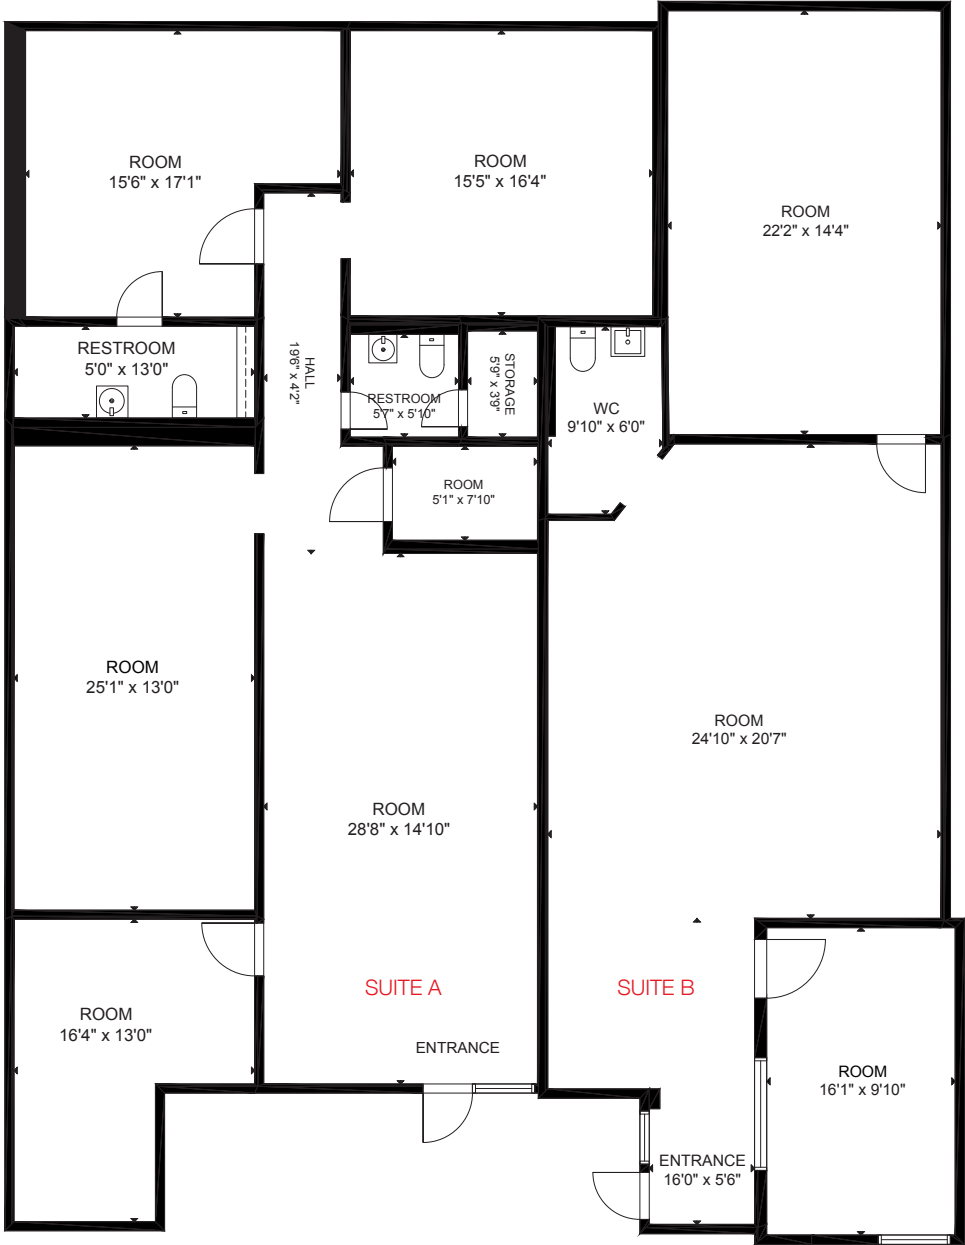 ROOM
15'6" x 17'1"
ROOM
15'5" x 16'4"
ROOM
22'2" x 14'4"
RESTROOM
5'0" x 13'0"
HALL
19'6" x 4'2"
RESTROOM
5'7" x 5'10"
STORAGE
5'9" x 3'9"
WC
9'10" x 6'0"
ROOM
5'1" x 7'10"
ROOM
25'1" x 13'0"
ROOM
24'10" x 20'7"
ROOM
28'8" x 14'10"
SUITE A
SUITE B
ROOM
16'4" x 13'0"
ENTRANCE
ROOM
16'1" x 9'10"
ENTRANCE
16'0" x 5'6"